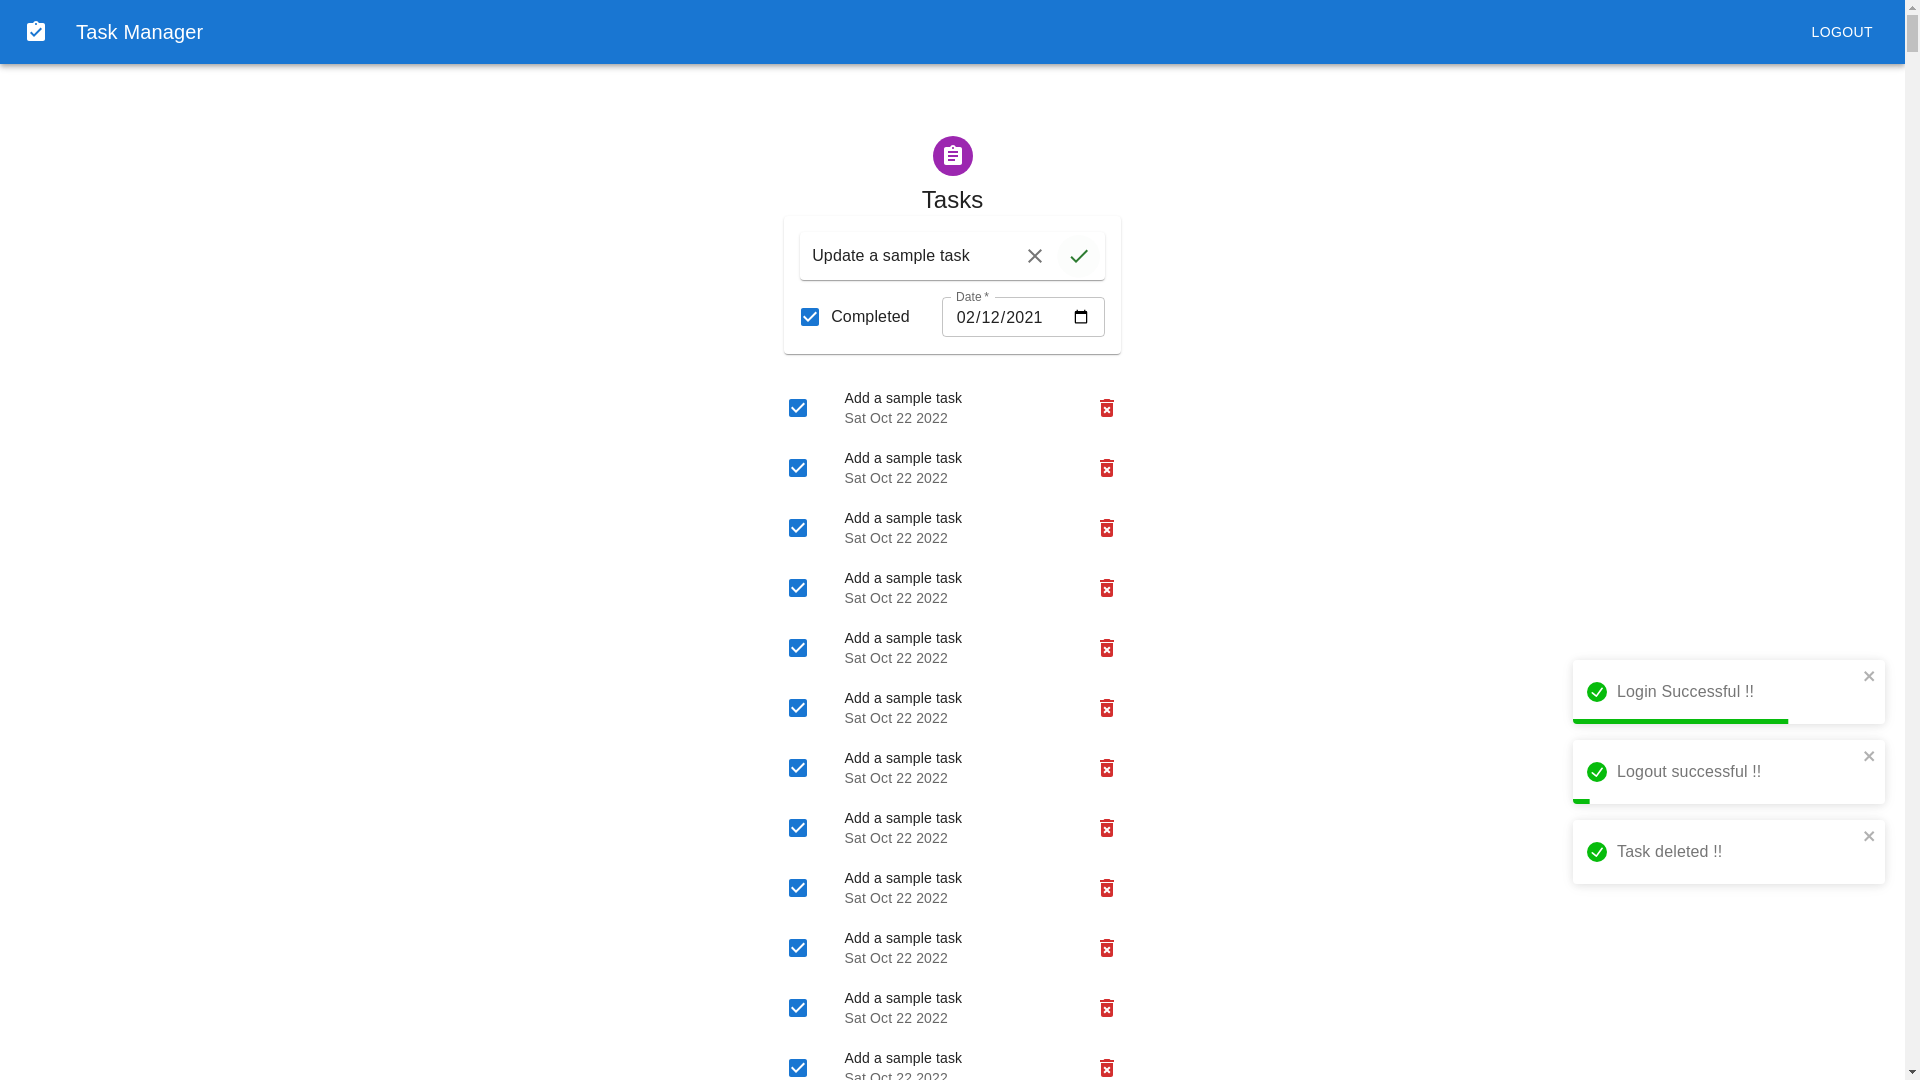 Task Manager
LOGOUT
Tasks
Update a sample task
Date *
Completed
02/12/2021
Add a sample task
Sat Oct 22 2022
Add a sample task
Sat Oct 22 2022
Add a sample task
Sat Oct 22 2022
Add a sample task
Sat Oct 22 2022
Add a sample task
Sat Oct 22 2022
Add a sample task
Sat Oct 22 2022
Add a sample task
Sat Oct 22 2022
Add a sample task
Sat Oct 22 2022
Add a sample task
Sat Oct 22 2022
Add a sample task
Sat Oct 22 2022
Add a sample task
Sat Oct 22 2022
Add a sample task
Sat Oct 22 2022
Login Successful !!
Logout successful !!
Task deleted !!